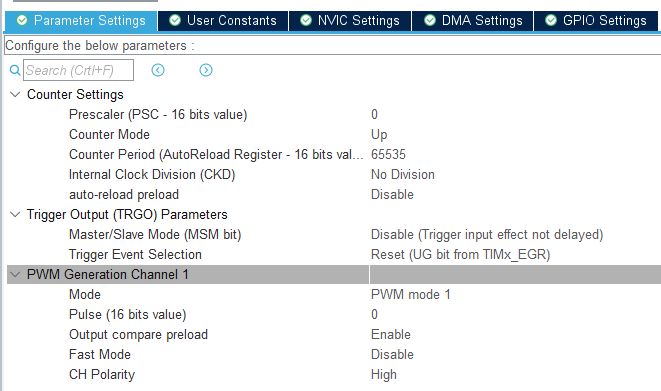 Parameter Settings User Constants NVIC Settings DMA Settings GPIO Settings
Configure the below parameters :
Search (Crtl+F)
Counter Settings
Prescaler (PSC - 16 bits value) 0
Counter Mode Up
Counter Period (AutoReload Register - 16 bits val... 65535
Internal Clock Division (CKD) No Division
auto-reload preload Disable
Trigger Output (TRGO) Parameters
Master/Slave Mode (MSM bit) Disable (Trigger input effect not delayed)
Trigger Event Selection Reset (UG bit from TIMx_EGR)
PWM Generation Channel 1
Mode PWM mode 1
Pulse (16 bits value) 0
Output compare preload Enable
Fast Mode Disable
CH Polarity High